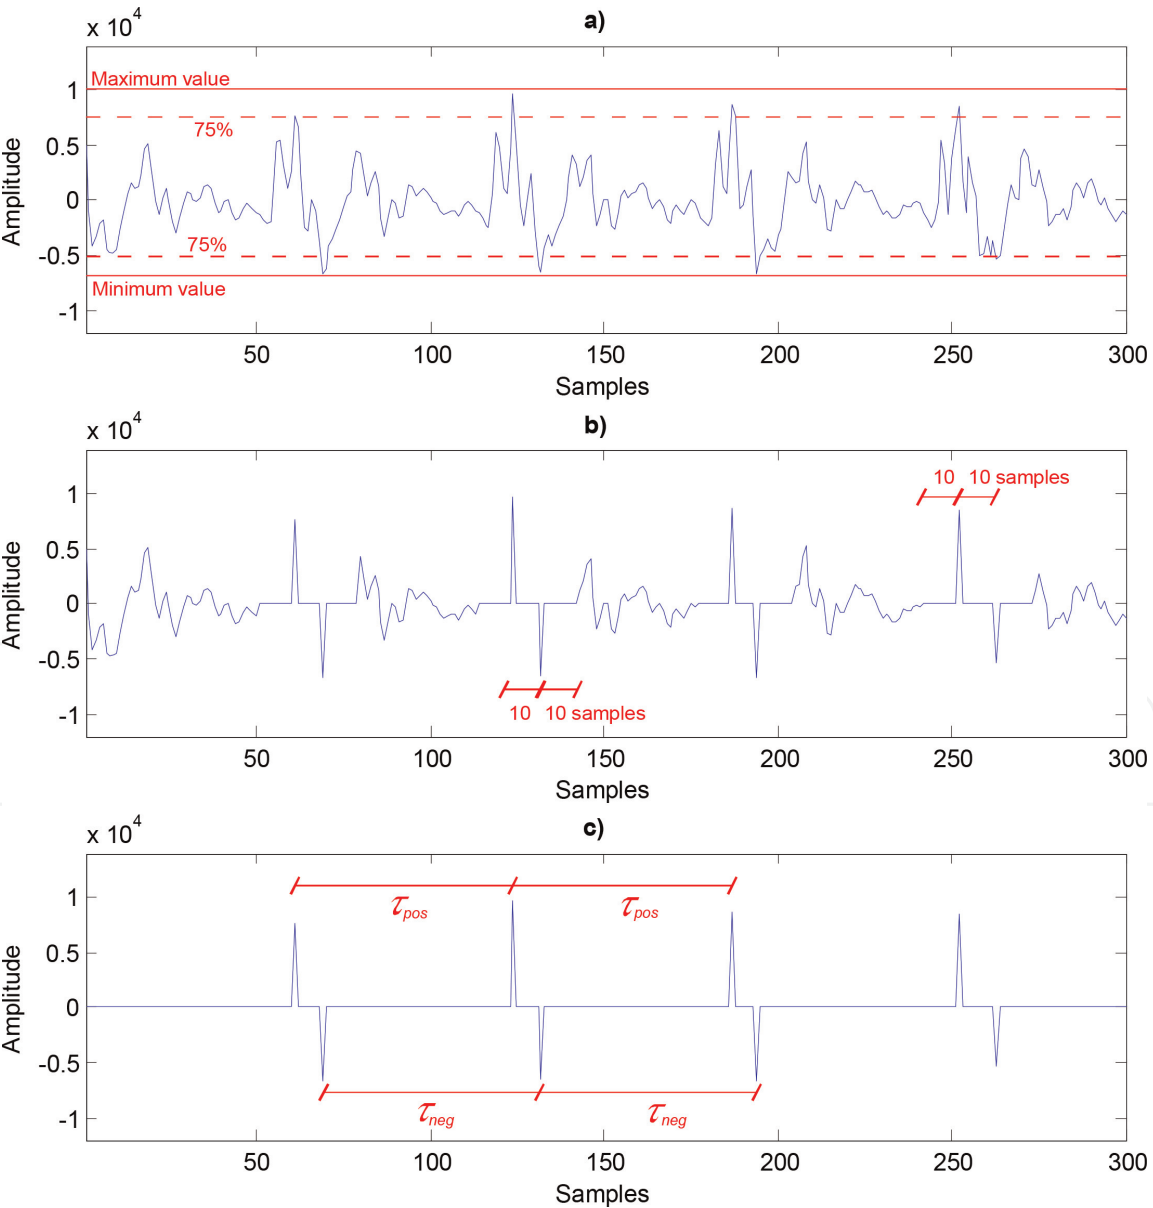 x 10^4
a)
Maximum value
75%
75%
Minimum value
1
0.5
0
-0.5
-1
Amplitude
50 100 150 200 250 300
Samples
x 10^4
b)
10 10 samples
1
0.5
0
-0.5
-1
Amplitude
10 10 samples
50 100 150 200 250 300
Samples
x 10^4
c)
τpos τpos
1
0.5
0
-0.5
-1
Amplitude
τneg τneg
50 100 150 200 250 300
Samples